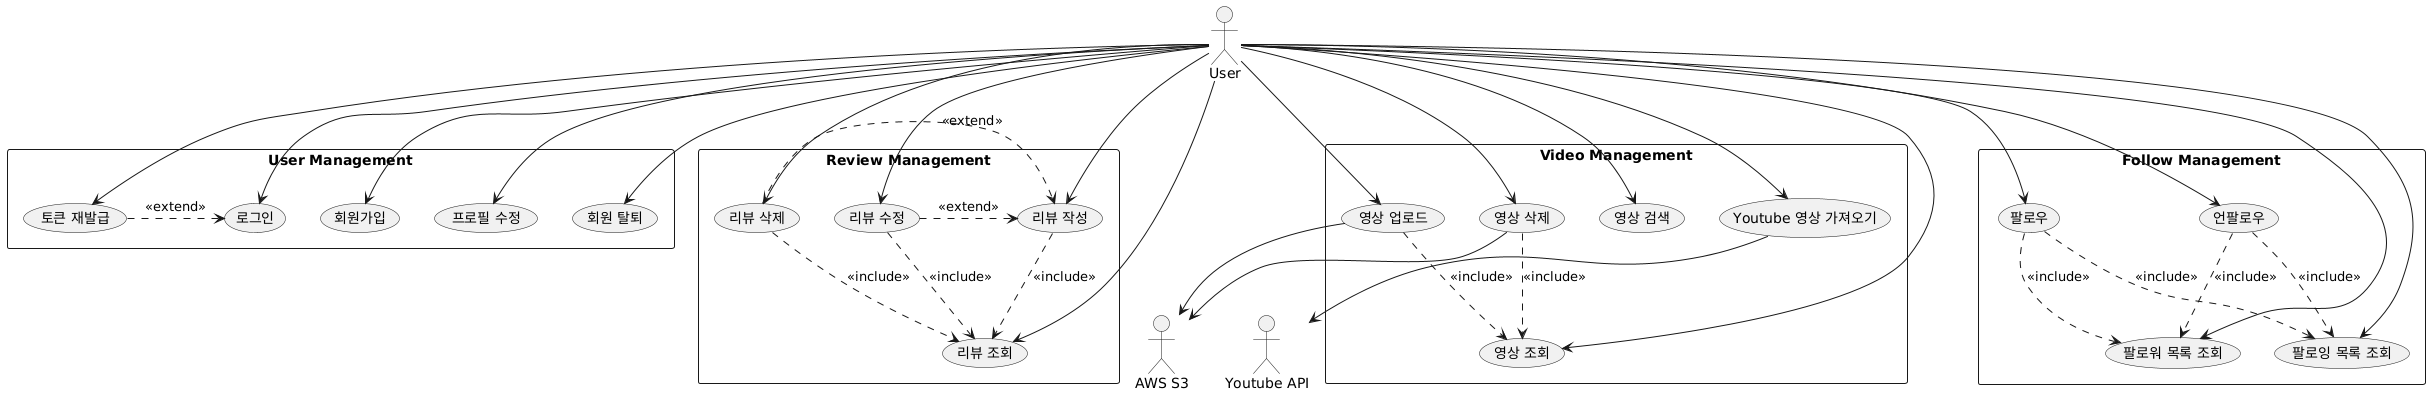 User
<<extend>>
User Management
Review Management
Video Management
Follow Management
토큰 재발급
<<extend>>
로그인
회원가입
프로필 수정
회원 탈퇴
리뷰 삭제
리뷰 수정
<<extend>>
리뷰 작성
영상 업로드
영상 삭제
영상 검색
Youtube 영상 가져오기
팔로우
언팔로우
<<include>>
<<include>>
<<include>>
<<include>>
<<include>>
<<include>>
<<include>>
<<include>>
<<include>>
리뷰 조회
AWS S3
Youtube API
영상 조회
팔로워 목록 조회
팔로잉 목록 조회